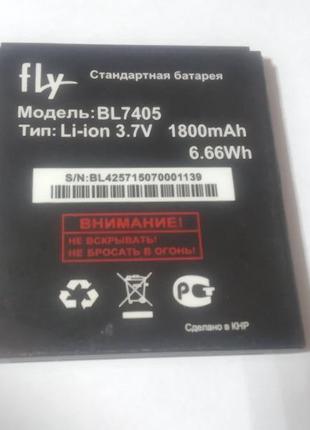 fly Стандартная батарея
Модель: BL7405
Тип: Li-ion 3.7V 1800mAh
6.66Wh
S/N: BL425715070001139
ВНИМАНИЕ!
НЕ ВСКРЫВАТЬ!
НЕ БРОСАТЬ В ОГОНЬ!
Сделано в КНР